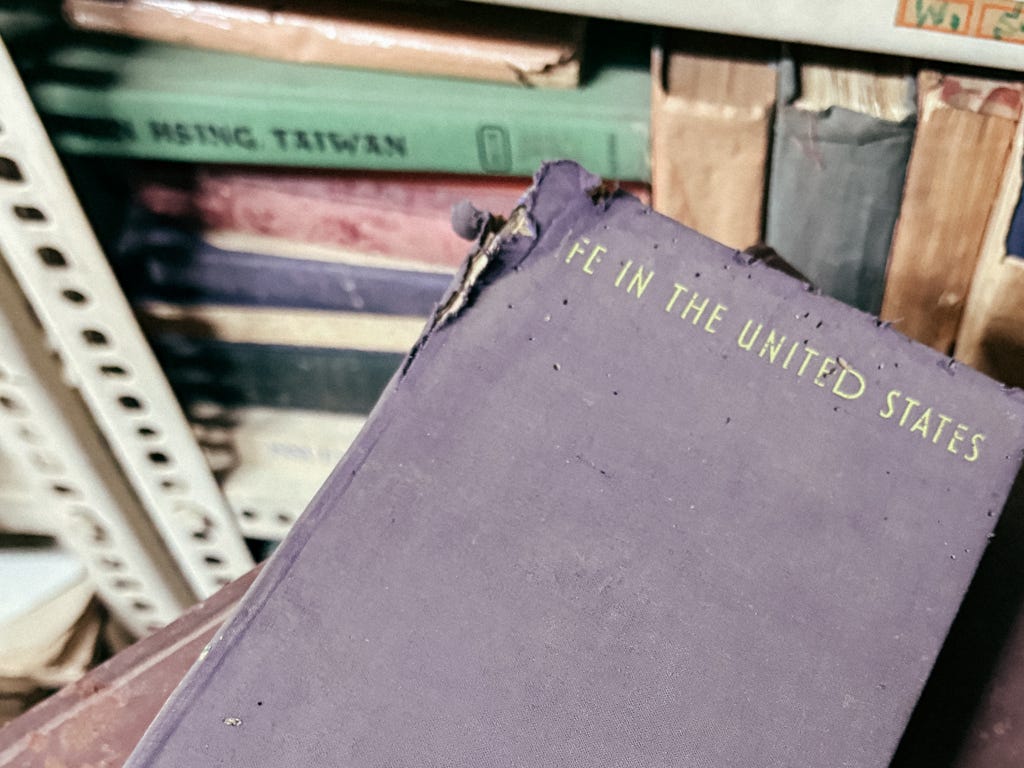 W. S
HSING, TAIWAN
FE IN THE UNITED STATES